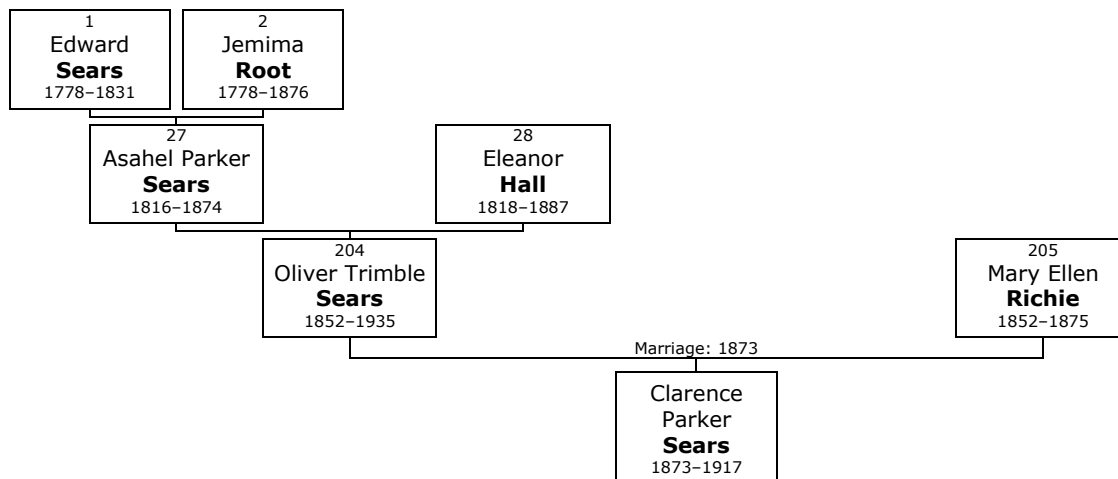 1
Edward
Sears
1778–1831
2
Jemima
Root
1778–1876
27
Asahel Parker
Sears
1816–1874
28
Eleanor
Hall
1818–1887
204
Oliver Trimble
Sears
1852–1935
205
Mary Ellen
Richie
1852–1875
Marriage: 1873
Clarence
Parker
Sears
1873–1917